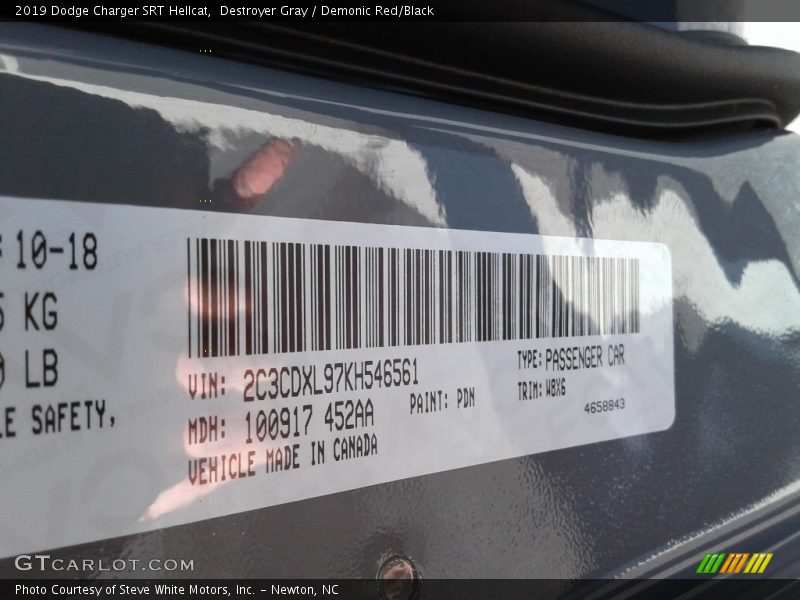 2019 Dodge Charger SRT Hellcat,  Destroyer Gray / Demonic Red/Black
10-18
KG
LB
LE SAFETY,
VIN: 2C3CDXL97KH546561
MDH: 100917 452AA
VEHICLE MADE IN CANADA
PAINT: PDN
TYPE: PASSENGER CAR
TRIM: W8XG
4658843
GTCARLOT.COM
Photo Courtesy of Steve White Motors, Inc. – Newton, NC